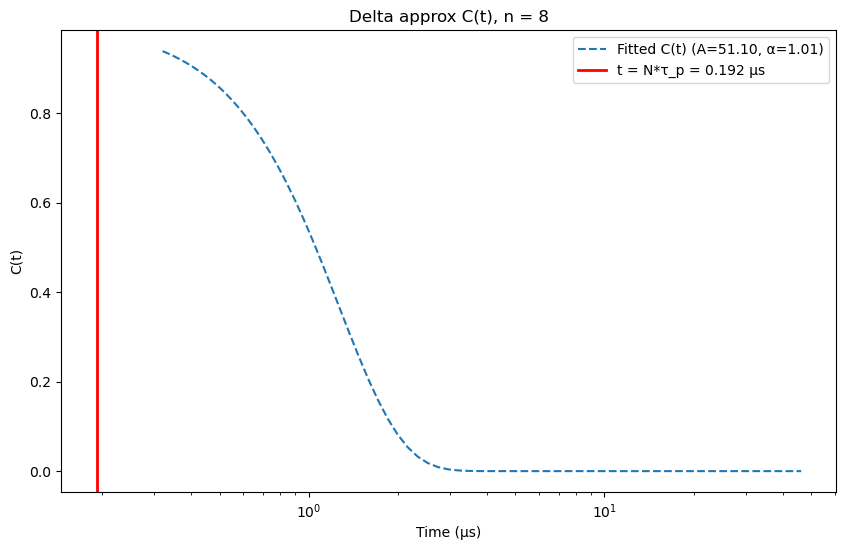 Delta approx C(t), n = 8
Fitted C(t) (A=51.10, α=1.01)
t = N*τ_p = 0.192 μs
C(t)
0.8
0.6
0.4
0.2
0.0
10⁰
10¹
Time (μs)